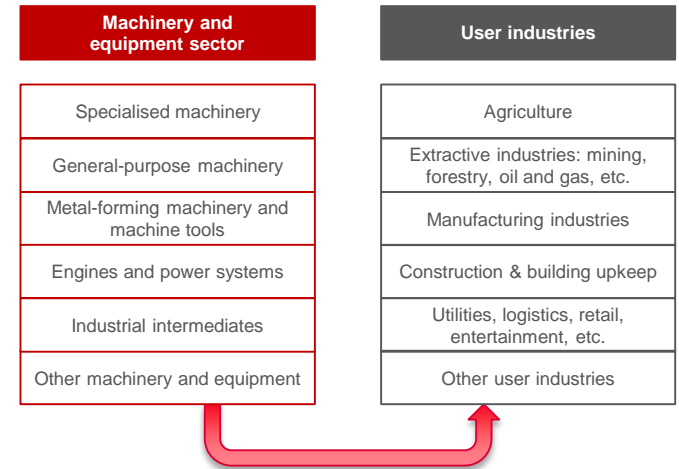 Machinery and
equipment sector
Specialised machinery
General-purpose machinery
Metal-forming machinery and
machine tools
Engines and power systems
Industrial intermediates
Other machinery and equipment
User industries
Agriculture
Extractive industries: mining,
forestry, oil and gas, etc.
Manufacturing industries
Construction & building upkeep
Utilities, logistics, retail,
entertainment, etc.
Other user industries